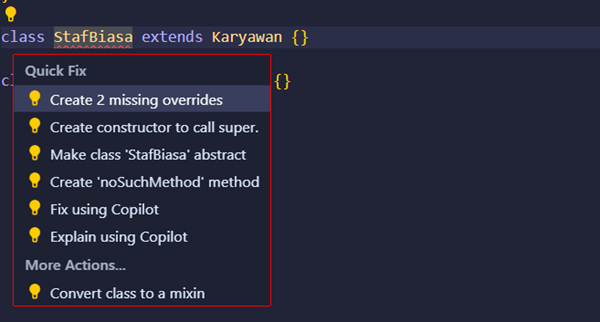 class StafBiasa extends Karyawan {}
Quick Fix
cl {}
Create 2 missing overrides
Create constructor to call super.
Make class 'StafBiasa' abstract
Create 'noSuchMethod' method
Fix using Copilot
Explain using Copilot
More Actions...
Convert class to a mixin